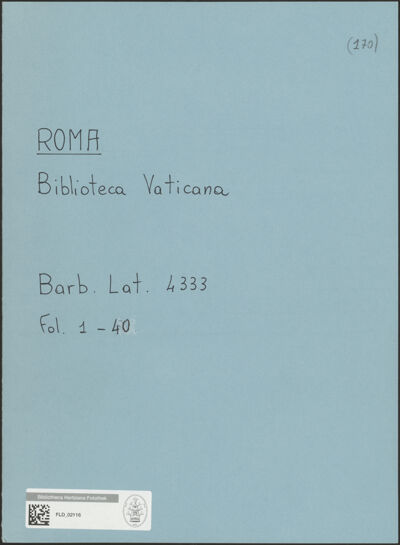 (170)
ROMA
Biblioteca Vaticana
Barb. Lat. 4333
Fol. 1 - 40
Bibliotheca Hertziana Fotothek
FLD_02116